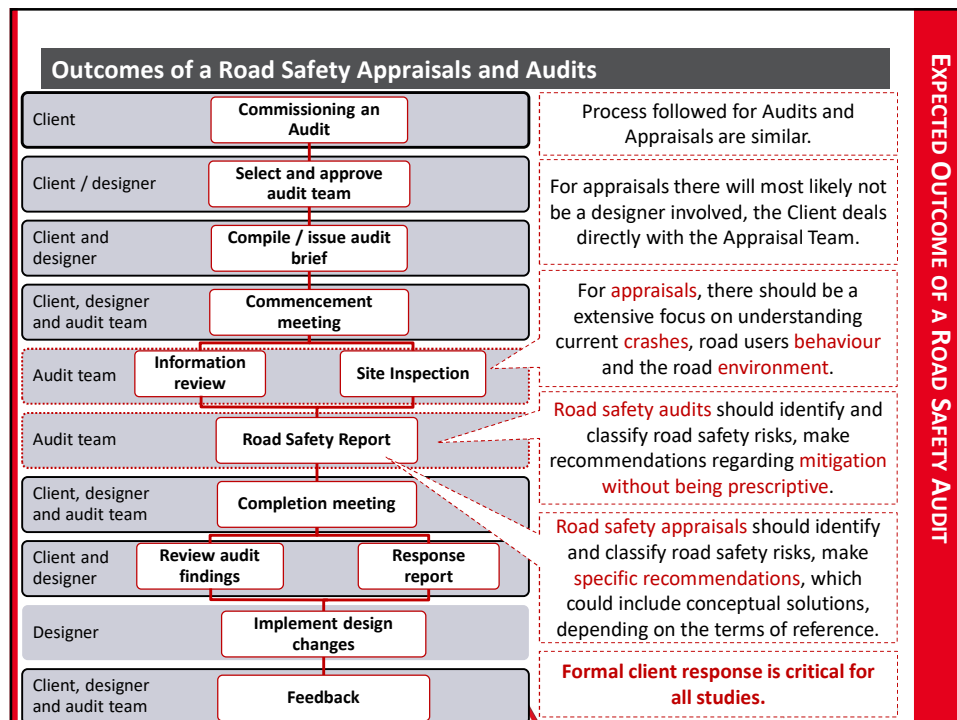 Outcomes of a Road Safety Appraisals and Audits
Client
Commissioning an
Audit
Client / designer
Select and approve
audit team
Client and
designer
Compile / issue audit
brief
Client, designer
and audit team
Commencement
meeting
Audit team
Information
review
Site Inspection
Audit team
Road Safety Report
Client, designer
and audit team
Completion meeting
Client and
designer
Review audit
findings
Response
report
Designer
Implement design
changes
Client, designer
and audit team
Feedback
Process followed for Audits and
Appraisals are similar.
For appraisals there will most likely not
be a designer involved, the Client deals
directly with the Appraisal Team.
For appraisals, there should be a
extensive focus on understanding
current crashes, road users behaviour
and the road environment.
Road safety audits should identify and
classify road safety risks, make
recommendations regarding mitigation
without being prescriptive.
Road safety appraisals should identify
and classify road safety risks, make
specific recommendations, which
could include conceptual solutions,
depending on the terms of reference.
Formal client response is critical for
all studies.
EXPECTED OUTCOME OF A ROAD SAFETY AUDIT